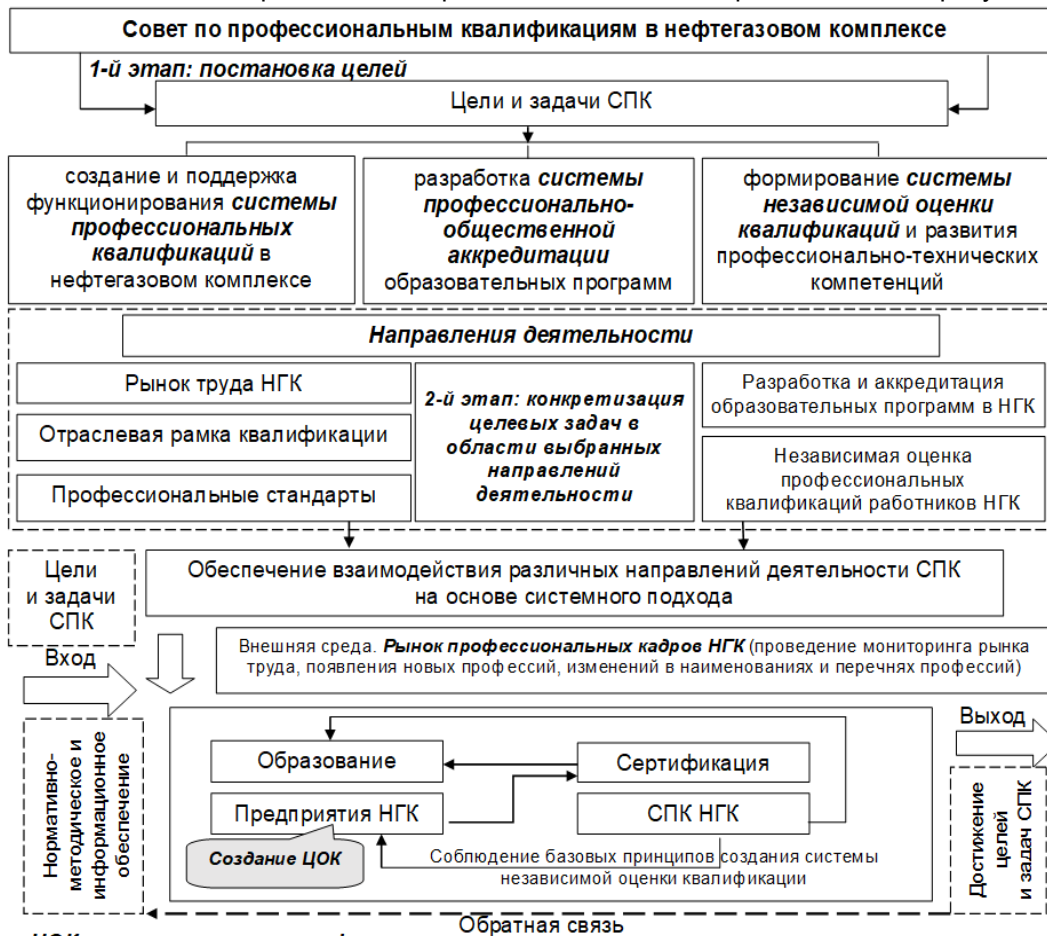 Совет по профессиональным квалификациям в нефтегазовом комплексе
1-й этап: постановка целей
Цели и задачи СПК
создание и поддержка
функционирования системы
профессиональных
квалификаций в
нефтегазовом комплексе
разработка системы
профессионально-
общественной
аккредитации
образовательных программ
формирование системы
независимой оценки
квалификаций и развития
профессионально-технических
компетенций
Направления деятельности
Рынок труда НГК
Отраслевая рамка квалификации
Профессиональные стандарты
2-й этап: конкретизация
целевых задач в
области выбранных
направлений
деятельности
Разработка и аккредитация
образовательных программ в НГК
Независимая оценка
профессиональных
квалификаций работников НГК
Цели
и задачи
СПК
Обеспечение взаимодействия различных направлений деятельности СПК
на основе системного подхода
Вход
Внешняя среда. Рынок профессиональных кадров НГК (проведение мониторинга рынка
труда, появления новых профессий, изменений в наименованиях и перечнях профессий)
Выход
Нормативно-
методическое и
информационное
обеспечение
Образование
Сертификация
Предприятия НГК
СПК НГК
Создание ЦОК
Соблюдение базовых принципов создания системы
независимой оценки квалификации
Достижение
целей
и задач СПК
Обратная связь